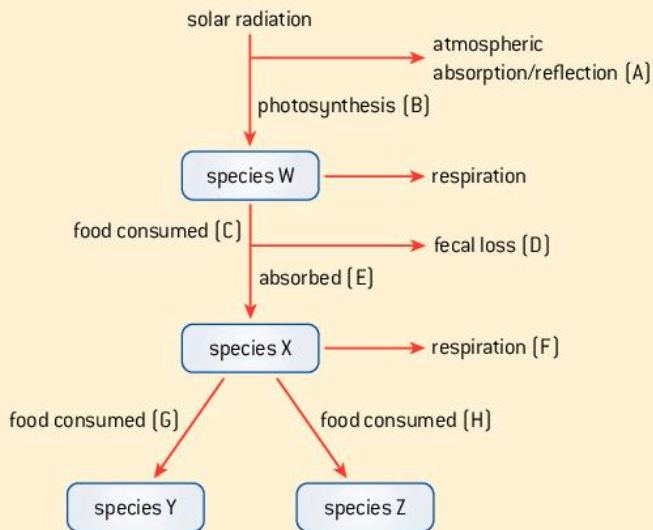 solar radiation
atmospheric
absorption/reflection (A)
photosynthesis (B)
species W
respiration
food consumed (C)
fecal loss (D)
absorbed (E)
species X
respiration (F)
food consumed (G)
food consumed (H)
species Y
species Z